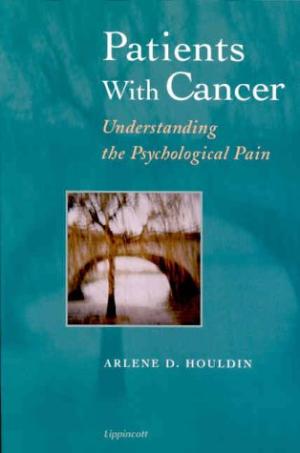 Patients
With Cancer
Understanding
the Psychological Pain
ARLENE D. HOULDIN
Lippincott